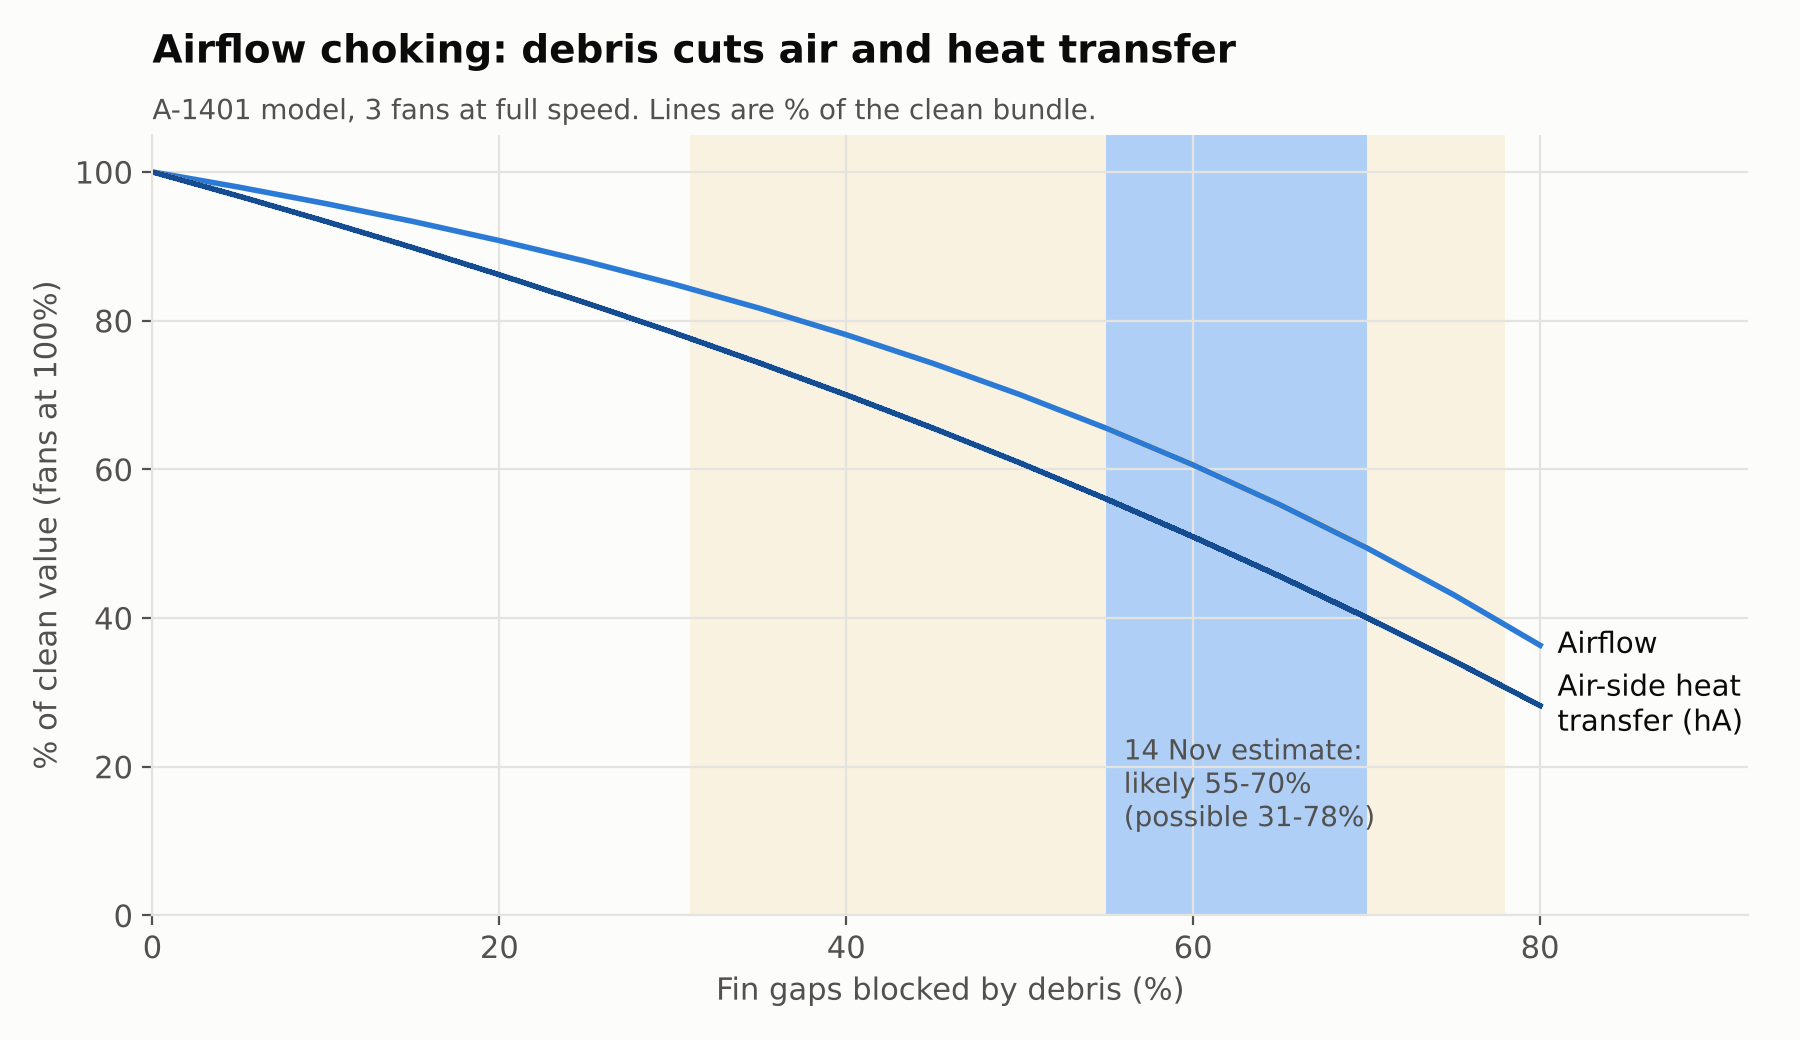 Airflow choking: debris cuts air and heat transfer
A-1401 model, 3 fans at full speed. Lines are % of the clean bundle.
% of clean value (fans at 100%)
100
80
60
40
20
0
Airflow
Air-side heat
transfer (hA)
14 Nov estimate:
likely 55-70%
(possible 31-78%)
0
20
40
60
80
Fin gaps blocked by debris (%)